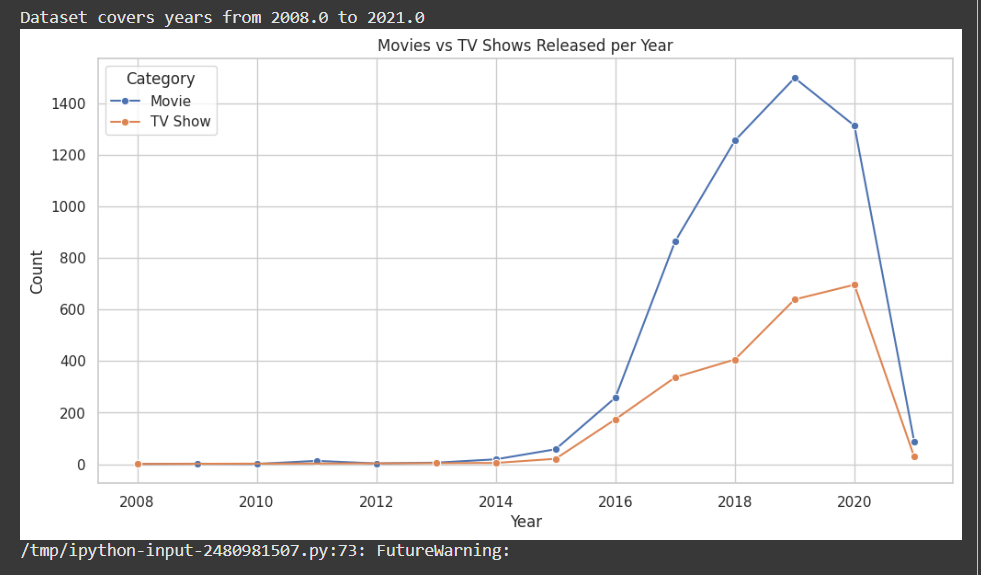 Dataset covers years from 2008.0 to 2021.0
Movies vs TV Shows Released per Year
Category
Movie
TV Show
1400
1200
1000
800
600
400
200
0
Count
2008 2010 2012 2014 2016 2018 2020
Year
/tmp/ipython-input-2480981507.py:73: FutureWarning: